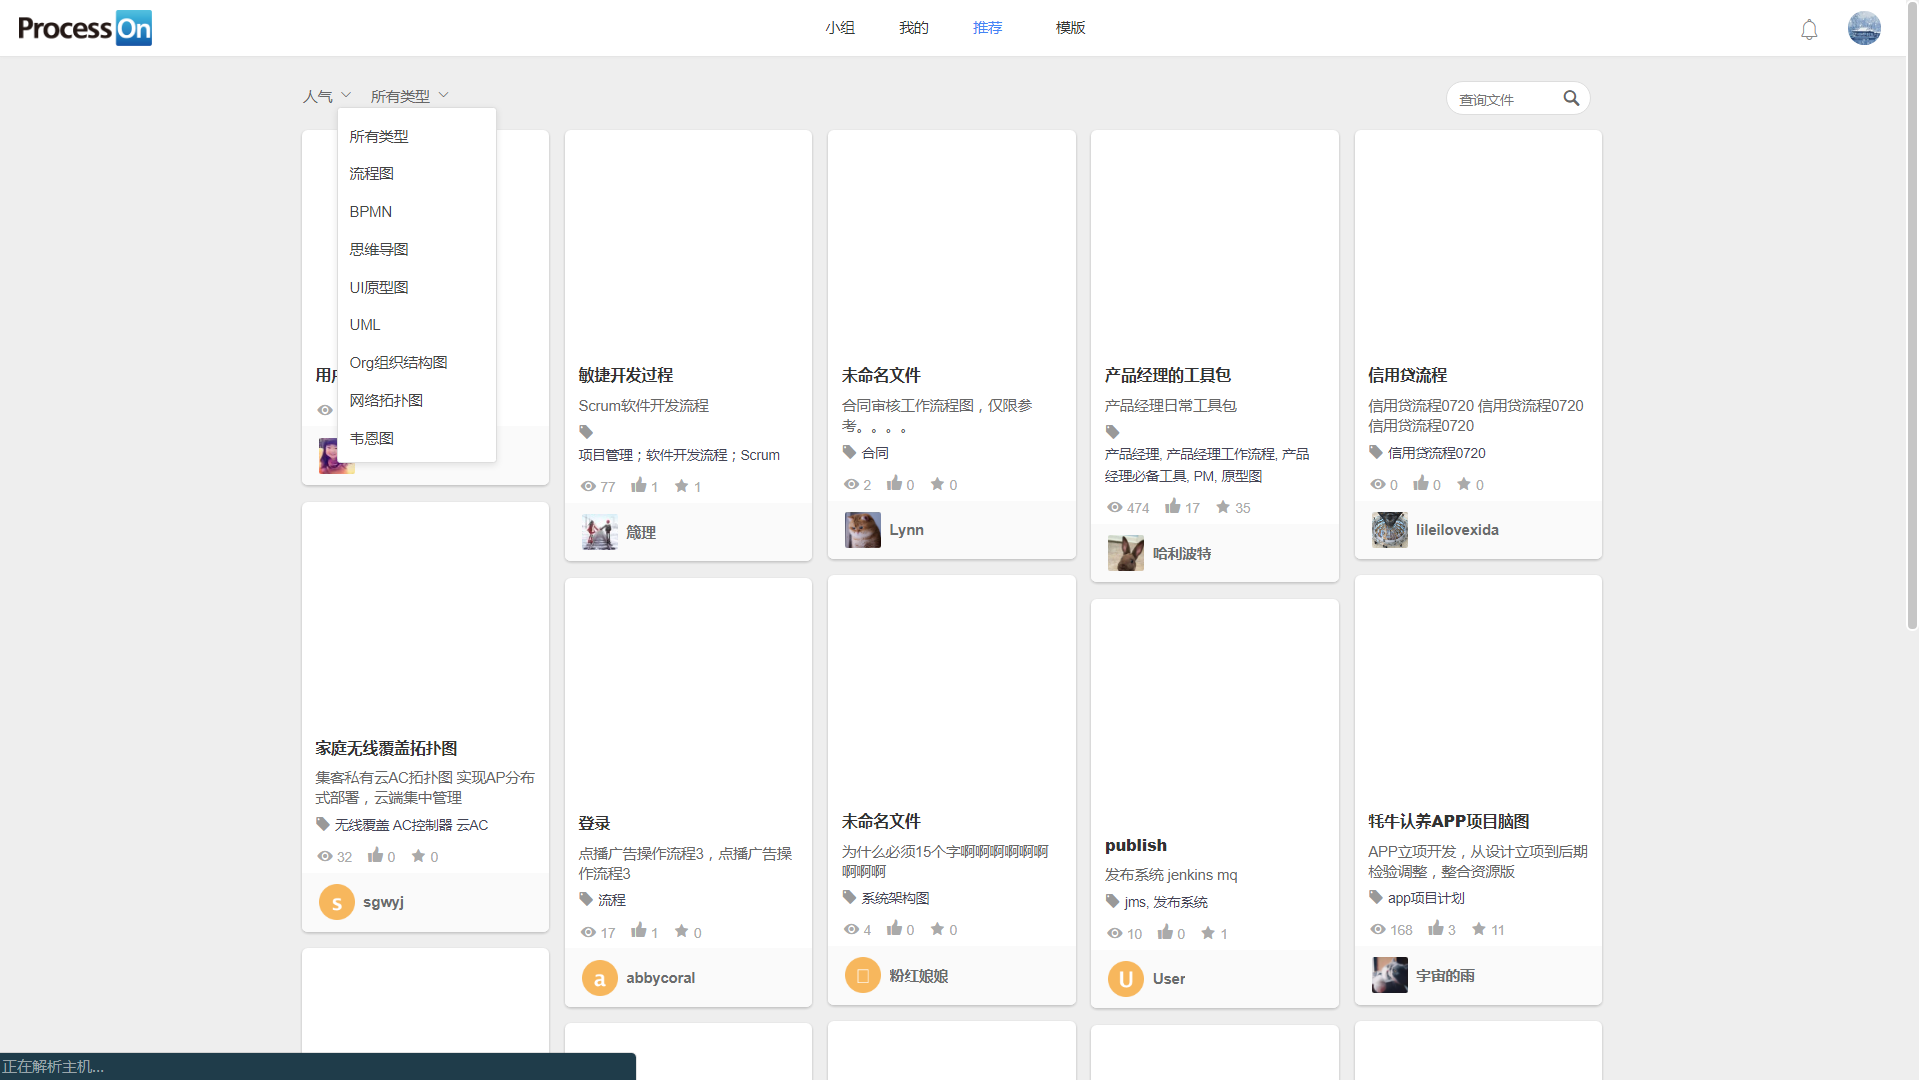 ProcessOn
小组 我的 推荐 模版
人气 所有类型
查询文件
所有类型
流程图
BPMN
思维导图
UI原型图
UML
Org组织结构图
网络拓扑图
韦恩图
敏捷开发过程
Scrum软件开发流程
项目管理；软件开发流程；Scrum
77 1 1
箴理
未命名文件
合同审核工作流程图，仅限参
考。。。。
合同
2 0 0
Lynn
产品经理的工具包
产品经理日常工具包
产品经理, 产品经理工作流程, 产品
经理必备工具, PM, 原型图
474 17 35
哈利波特
信用贷流程
信用贷流程0720 信用贷流程0720
信用贷流程0720
信用贷流程0720
0 0 0
lileilovexida
家庭无线覆盖拓扑图
集客私有云AC拓扑图 实现AP分布
式部署，云端集中管理
无线覆盖 AC控制器 云AC
32 0 0
s sgwyj
登录
点播广告操作流程3，点播广告操
作流程3
流程
17 1 0
a abbycoral
未命名文件
为什么必须15个字啊啊啊啊啊啊
啊啊啊
系统架构图
4 0 0
粉红娘娘
publish
发布系统 jenkins mq
jms, 发布系统
10 0 1
U User
牦牛认养APP项目脑图
APP立项开发，从设计立项到后期
检验调整，整合资源版
app项目计划
168 3 11
宇宙的雨
正在解析主机...